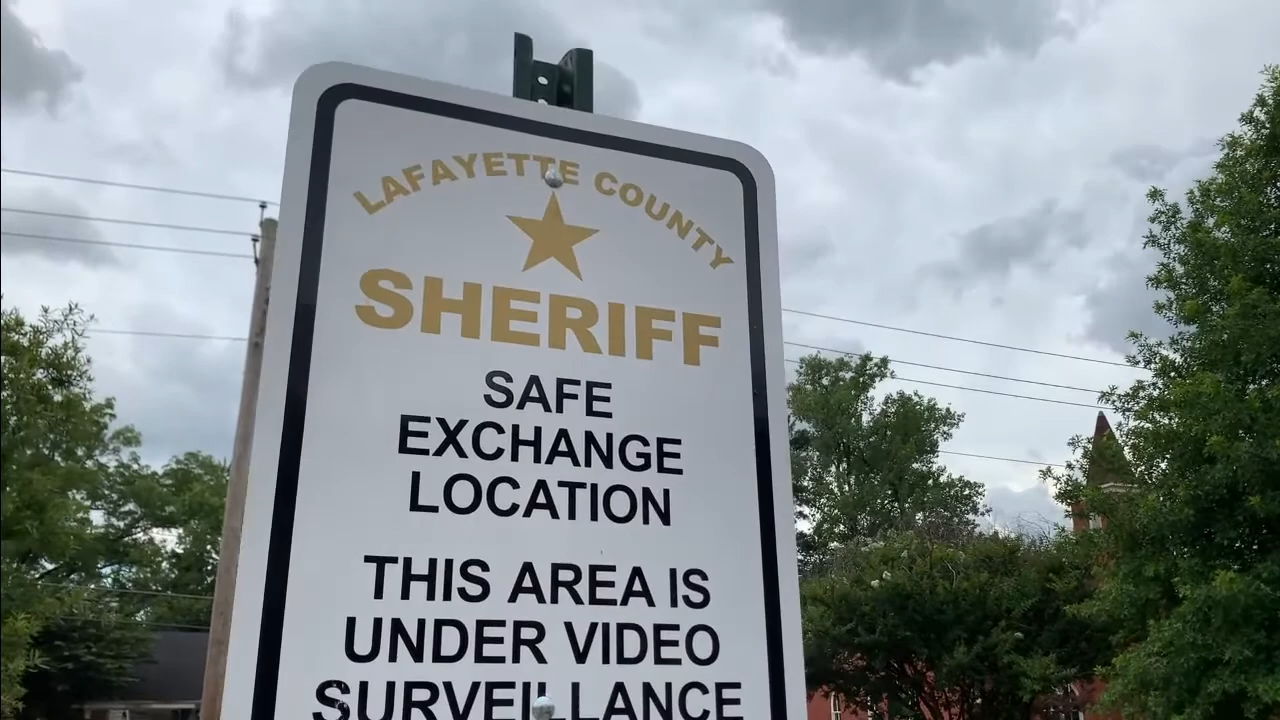 LAFAYETTE COUNTY
SHERIFF
SAFE
EXCHANGE
LOCATION
THIS AREA IS
UNDER VIDEO
SURVEILLANCE